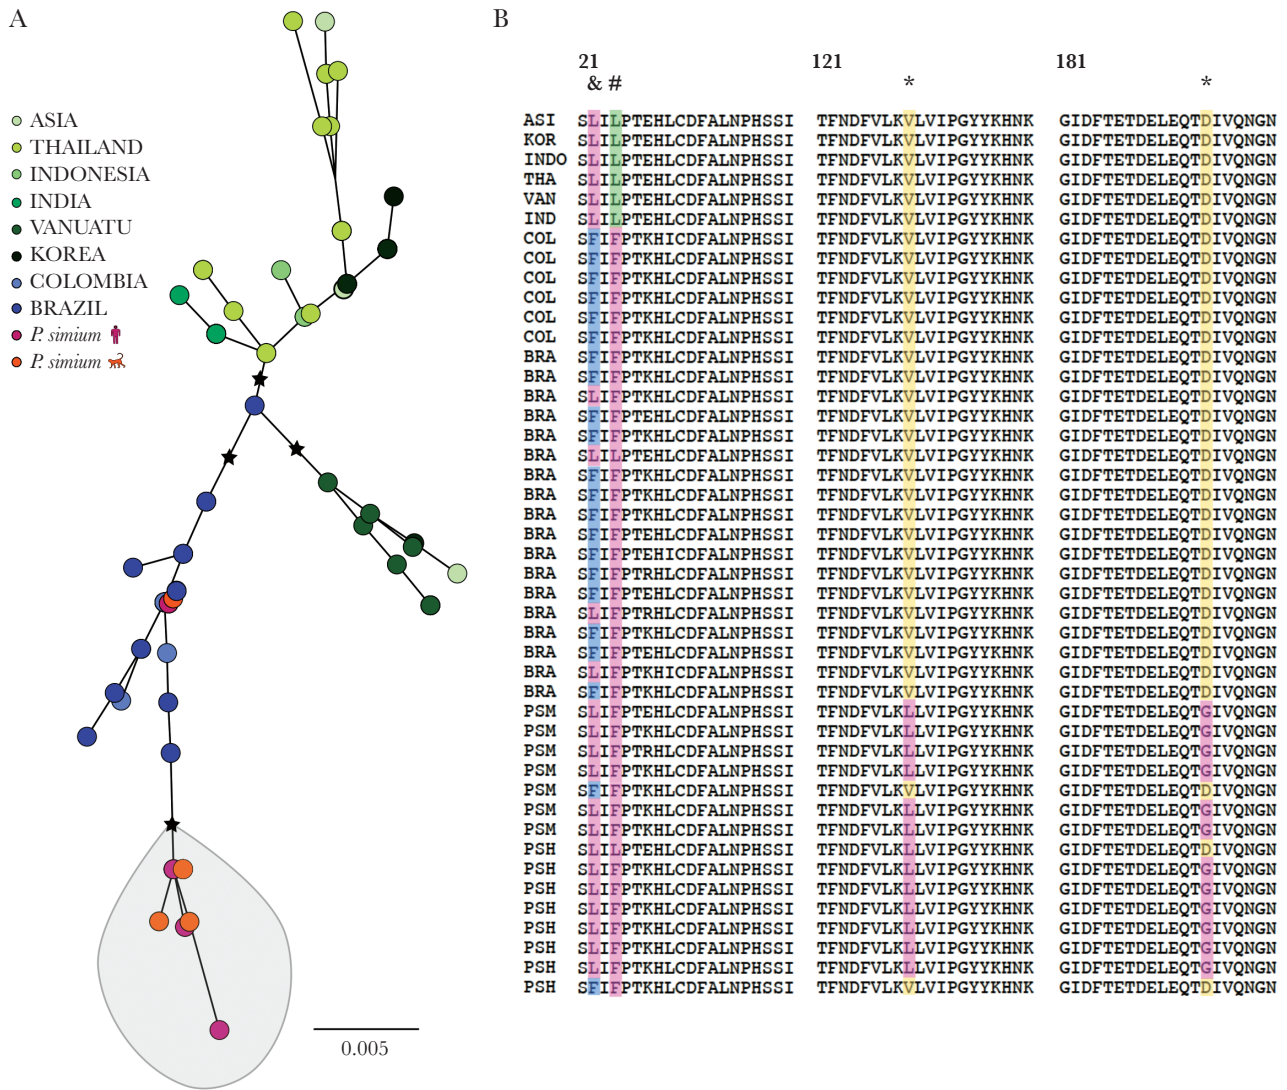 A
ASIA
THAILAND
INDONESIA
INDIA
VANUATU
KOREA
COLOMBIA
BRAZIL
P. simium
P. simium
0.005
B
21 121 181
& # * *
ASI SLILPTEHLCDFALNPHSSI TFNDFVLKVLVIPGYYKHNK GIDFTETDELEQTDIVQNGN
KOR SLILPTEHLCDFALNPHSSI TFNDFVLKVLVIPGYYKHNK GIDFTETDELEQTDIVQNGN
INDO SLILPTEHLCDFALNPHSSI TFNDFVLKVLVIPGYYKHNK GIDFTETDELEQTDIVQNGN
THA SLILPTEHLCDFALNPHSSI TFNDFVLKVLVIPGYYKHNK GIDFTETDELEQTDIVQNGN
VAN SLILPTEHLCDFALNPHSSI TFNDFVLKVLVIPGYYKHNK GIDFTETDELEQTDIVQNGN
IND SLILPTEHLCDFALNPHSSI TFNDFVLKVLVIPGYYKHNK GIDFTETDELEQTDIVQNGN
COL SFIFPTKHICDFALNPHSSI TFNDFVLKVLVIPGYYKHNK GIDFTETDELEQTDIVQNGN
COL SFIFPTKHLCDFALNPHSSI TFNDFVLKVLVIPGYYKHNK GIDFTETDELEQTDIVQNGN
COL SFIFPTKHLCDFALNPHSSI TFNDFVLKVLVIPGYYKHNK GIDFTETDELEQTDIVQNGN
COL SFIFPTEHLCDFALNPHSSI TFNDFVLKVLVIPGYYKHNK GIDFTETDELEQTDIVQNGN
COL SFIFPTKHLCDFALNPHSSI TFNDFVLKVLVIPGYYKHNK GIDFTETDELEQTDIVQNGN
COL SFIFPTKHLCDFALNPHSSI TFNDFVLKVLVIPGYYKHNK GIDFTETDELEQTDIVQNGN
BRA SFIFPTEHLCDFALNPHSSI TFNDFVLKVLVIPGYYKHNK GIDFTETDELEQTDIVQNGN
BRA SFIFPTEHLCDFALNPHSSI TFNDFVLKVLVIPGYYKHNK GIDFTETDELEQTDIVQNGN
BRA SLIFPTEHLCDFALNPHSSI TFNDFVLKVLVIPGYYKHNK GIDFTETDELEQTDIVQNGN
BRA SFIFPTEHLCDFALNPHSSI TFNDFVLKVLVIPGYYKHNK GIDFTETDELEQTDIVQNGN
BRA SFIFPTKHLCDFALNPHSSI TFNDFVLKVLVIPGYYKHNK GIDFTETDELEQTDIVQNGN
BRA SLILPTEHLCDFALNPHSSI TFNDFVLKVLVIPGYYKHNK GIDFTETDELEQTDIVQNGN
BRA SFIFPTKHLCDFALNPHSSI TFNDFVLKVLVIPGYYKHNK GIDFTETDELEQTDIVQNGN
BRA SFIFPTKHLCDFALNPHSSI TFNDFVLKVLVIPGYYKHNK GIDFTETDELEQTDIVQNGN
BRA SFIFPTKHLCDFALNPHSSI TFNDFVLKVLVIPGYYKHNK GIDFTETDELEQTDIVQNGN
BRA SFIFPTEHICDFALNPHSSI TFNDFVLKVLVIPGYYKHNK GIDFTETDELEQTDIVQNGN
BRA SFIFPTEHICDFALNPHSSI TFNDFVLKVLVIPGYYKHNK GIDFTETDELEQTDIVQNGN
BRA SFIFPTRHLCDFALNPHSSI TFNDFVLKVLVIPGYYKHNK GIDFTETDELEQTDIVQNGN
BRA SFIFPTEHLCDFALNPHSSI TFNDFVLKVLVIPGYYKHNK GIDFTETDELEQTDIVQNGN
BRA SLIFPTRHLCDFALNPHSSI TFNDFVLKVLVIPGYYKHNK GIDFTETDELEQTDIVQNGN
BRA SFIFPTKHLCDFALNPHSSI TFNDFVLKVLVIPGYYKHNK GIDFTETDELEQTDIVQNGN
BRA SFIFPTEHLCDFALNPHSSI TFNDFVLKVLVIPGYYKHNK GIDFTETDELEQTDIVQNGN
BRA SLIFPTKHICDFALNPHSSI TFNDFVLKVLVIPGYYKHNK GIDFTETDELEQTDIVQNGN
BRA SFIFPTKHLCDFALNPHSSI TFNDFVLKVLVIPGYYKHNK GIDFTETDELEQTDIVQNGN
PSM SLIFPTKHLCDFALNPHSSI TFNDFVLKLLVIPGYYKHNK GIDFTETDELEQTGIVQNGN
PSM SLIFPTKHLCDFALNPHSSI TFNDFVLKLLVIPGYYKHNK GIDFTETDELEQTGIVQNGN
PSM SLIFPTRHLCDFALNPHSSI TFNDFVLKLLVIPGYYKHNK GIDFTETDELEQTGIVQNGN
PSM SLIFPTKHLCDFALNPHSSI TFNDFVLKLLVIPGYYKHNK GIDFTETDELEQTGIVQNGN
PSM SFIFPTKHLCDFALNPHSSI TFNDFVLKVLVIPGYYKHNK GIDFTETDELEQTDIVQNGN
PSM SLIFPTKHLCDFALNPHSSI TFNDFVLKLLVIPGYYKHNK GIDFTETDELEQTGIVQNGN
PSM SLIFPTKHLCDFALNPHSSI TFNDFVLKLLVIPGYYKHNK GIDFTETDELEQTGIVQNGN
PSH SLILPTEHLCDFALNPHSSI TFNDFVLKLLVIPGYYKHNK GIDFTETDELEQTDIVQNGN
PSH SLIFPTKHLCDFALNPHSSI TFNDFVLKLLVIPGYYKHNK GIDFTETDELEQTGIVQNGN
PSH SLIFPTKHLCDFALNPHSSI TFNDFVLKLLVIPGYYKHNK GIDFTETDELEQTGIVQNGN
PSH SLIFPTKHLCDFALNPHSSI TFNDFVLKLLVIPGYYKHNK GIDFTETDELEQTGIVQNGN
PSH SLIFPTKHLCDFALNPHSSI TFNDFVLKLLVIPGYYKHNK GIDFTETDELEQTGIVQNGN
PSH SLIFPTKHLCDFALNPHSSI TFNDFVLKLLVIPGYYKHNK GIDFTETDELEQTGIVQNGN
PSH SLIFPTKHLCDFALNPHSSI TFNDFVLKLLVIPGYYKHNK GIDFTETDELEQTGIVQNGN
PSH SFIFPTKHLCDFALNPHSSI TFNDFVLKVLVIPGYYKHNK GIDFTETDELEQTDIVQNGN